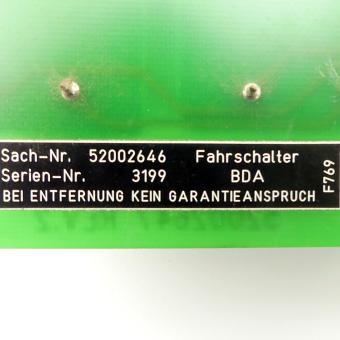 Sach-Nr. 52002646 Fahrschalter
Serien-Nr. 3199 BDA
BEI ENTFERNUNG KEIN GARANTIEANSPRUCH
F769